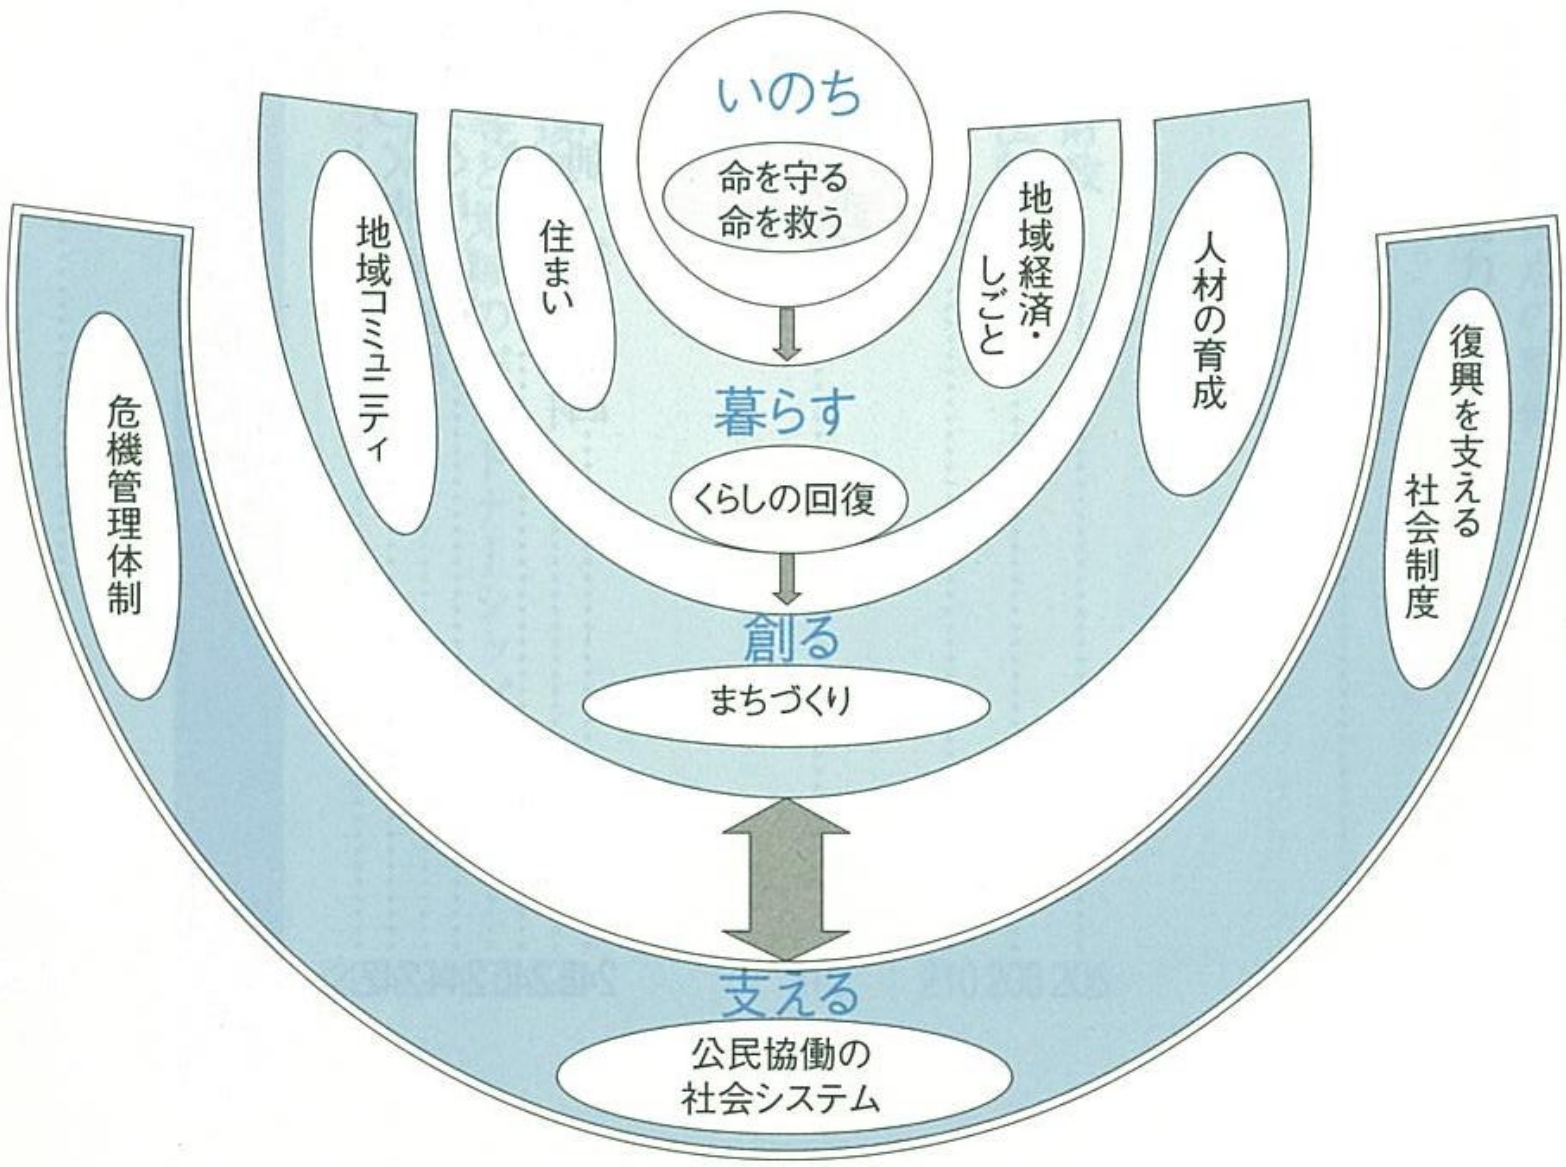 いのち
命を守る
命を救う
住まい
地域経済・
しごと
暮らす
くらしの回復
地域コミュニティ
人材の育成
創る
まちづくり
危機管理体制
復興を支える
社会制度
支える
公民協働の
社会システム